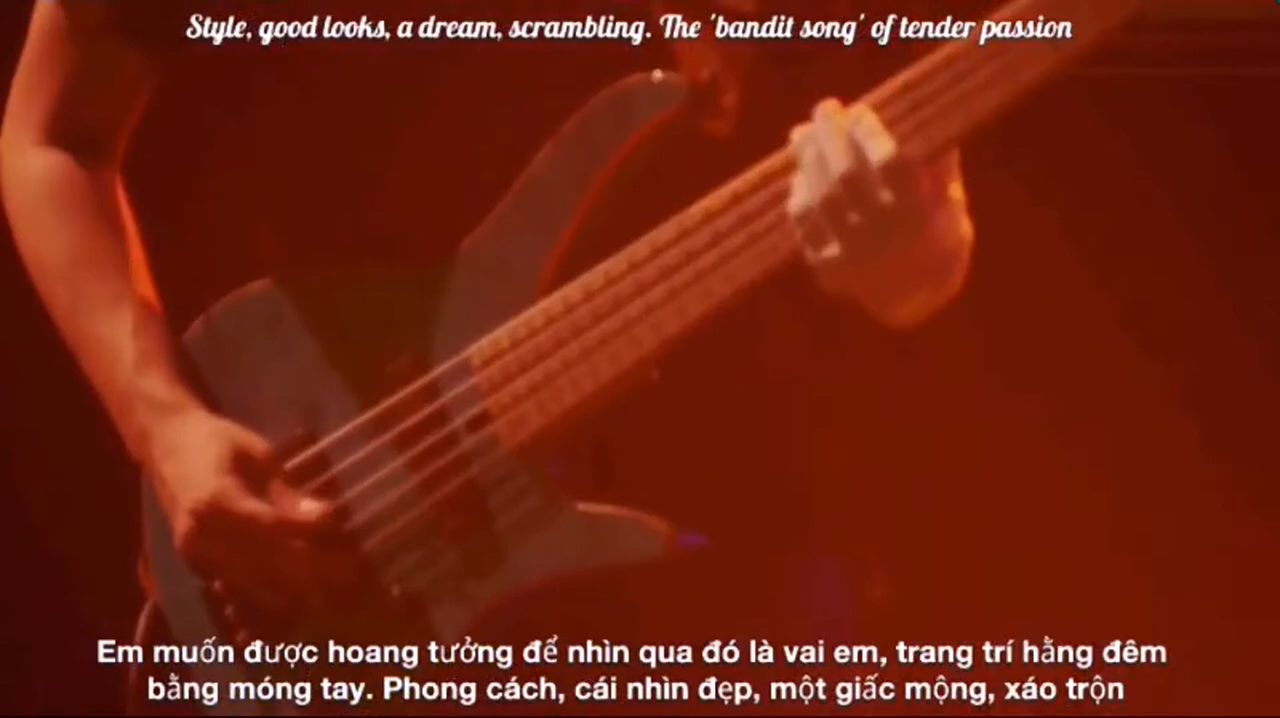 Style, good looks, a dream, scrambling. The 'bandit song' of tender passion
Em muốn được hoang tưởng để nhìn qua đó là vai em, trang trí hằng đêm
bằng móng tay. Phong cách, cái nhìn đẹp, một giấc mộng, xáo trộn